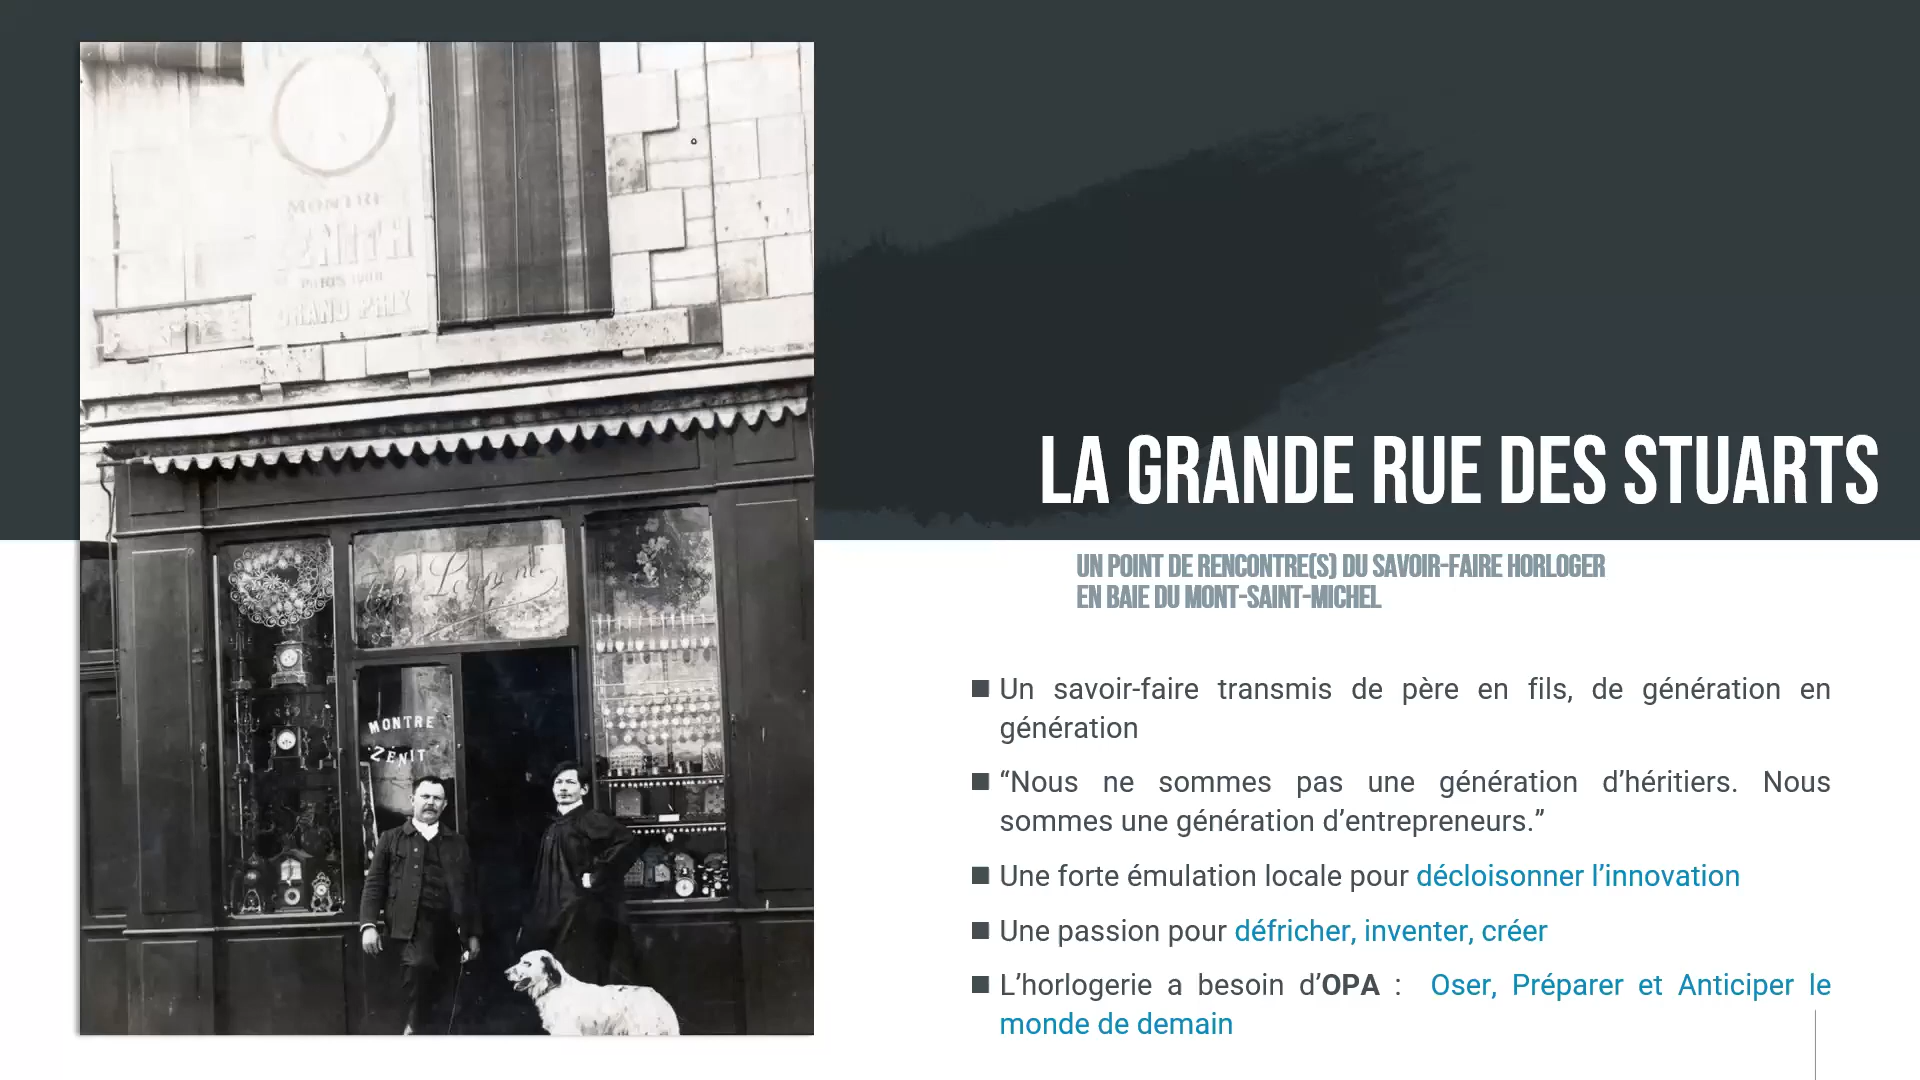 MONTRE
ZENITH
PARIS 1900
GRAND PRIX
MONTRE
ZENIT
LA GRANDE RUE DES STUARTS
UN POINT DE RENCONTRE(S) DU SAVOIR-FAIRE HORLOGER
EN BAIE DU MONT-SAINT-MICHEL
■ Un savoir-faire transmis de père en fils, de génération en
génération
■ “Nous ne sommes pas une génération d’héritiers. Nous
sommes une génération d’entrepreneurs.”
■ Une forte émulation locale pour décloisonner l’innovation
■ Une passion pour défricher, inventer, créer
■ L’horlogerie a besoin d’OPA : Oser, Préparer et Anticiper le
monde de demain